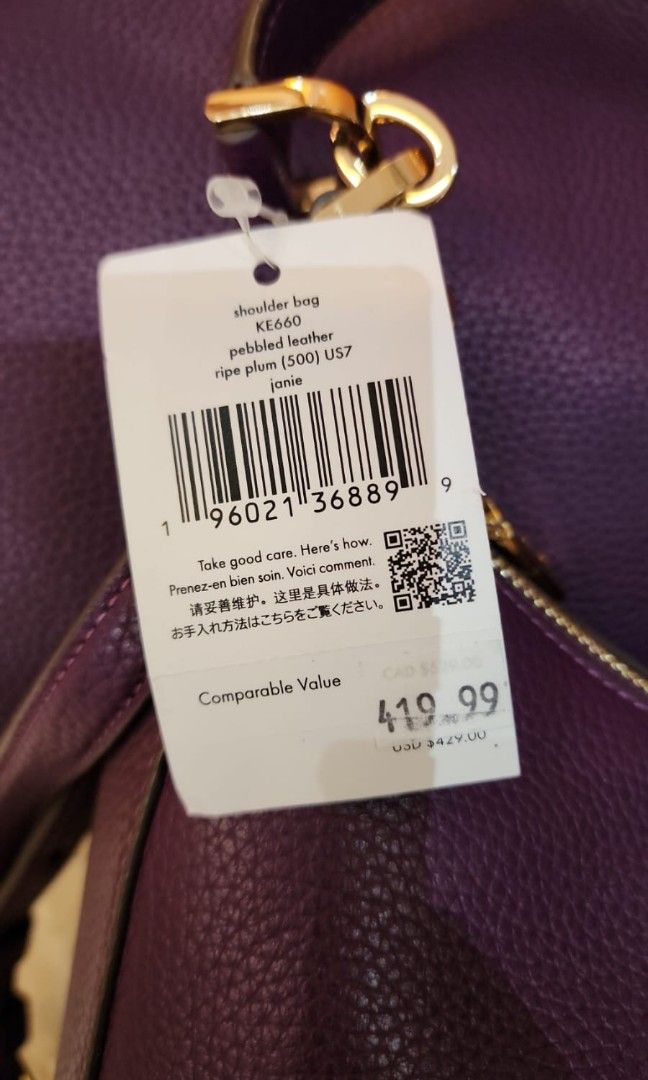 shoulder bag
KE660
pebbled leather
ripe plum (500) US7
janie
1 96021 36889 9
Take good care. Here's how.
Prenez-en bien soin. Voici comment.
请妥善维护。这里是具体做法。
お手入れ方法はこちらをご覧ください。
CAD
Comparable Value
419.99
USD $429.00